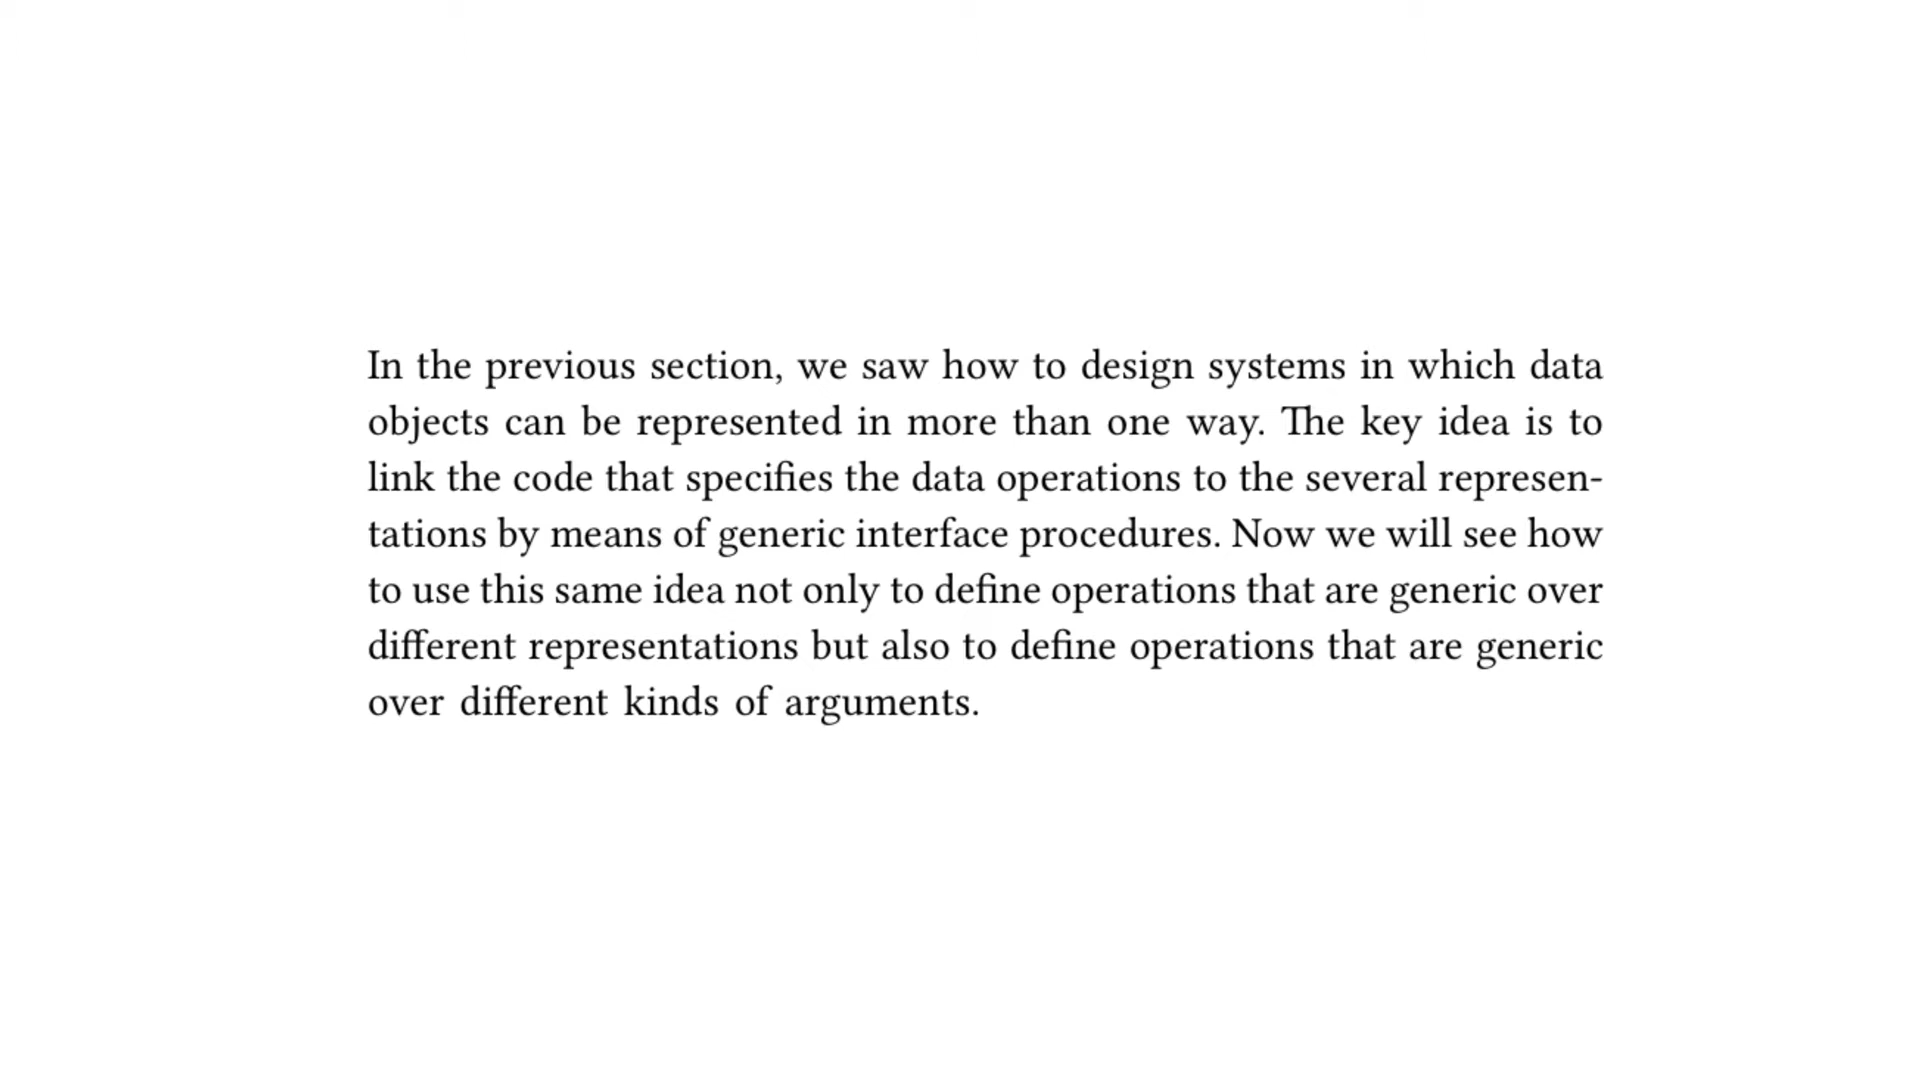 In the previous section, we saw how to design systems in which data
objects can be represented in more than one way. The key idea is to
link the code that specifies the data operations to the several represen-
tations by means of generic interface procedures. Now we will see how
to use this same idea not only to define operations that are generic over
different representations but also to define operations that are generic
over different kinds of arguments.